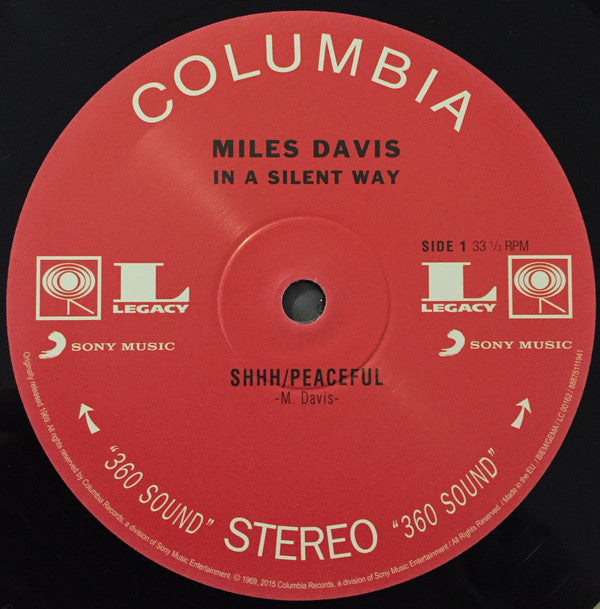 COLUMBIA
MILES DAVIS
IN A SILENT WAY
SIDE 1 33 ⅓ RPM
L
LEGACY
SONY MUSIC
L
LEGACY
SONY MUSIC
SHHH/PEACEFUL
-M. Davis-
"360 SOUND" STEREO "360 SOUND"
Originally released 1969. All rights reserved by Columbia Records, a division of Sony Music Entertainment. © 1969, 2015 Columbia Records, a division of Sony Music Entertainment / All Rights Reserved. / Made in the EU. / BIEM/GEMA / LC 00162 / 88875111941